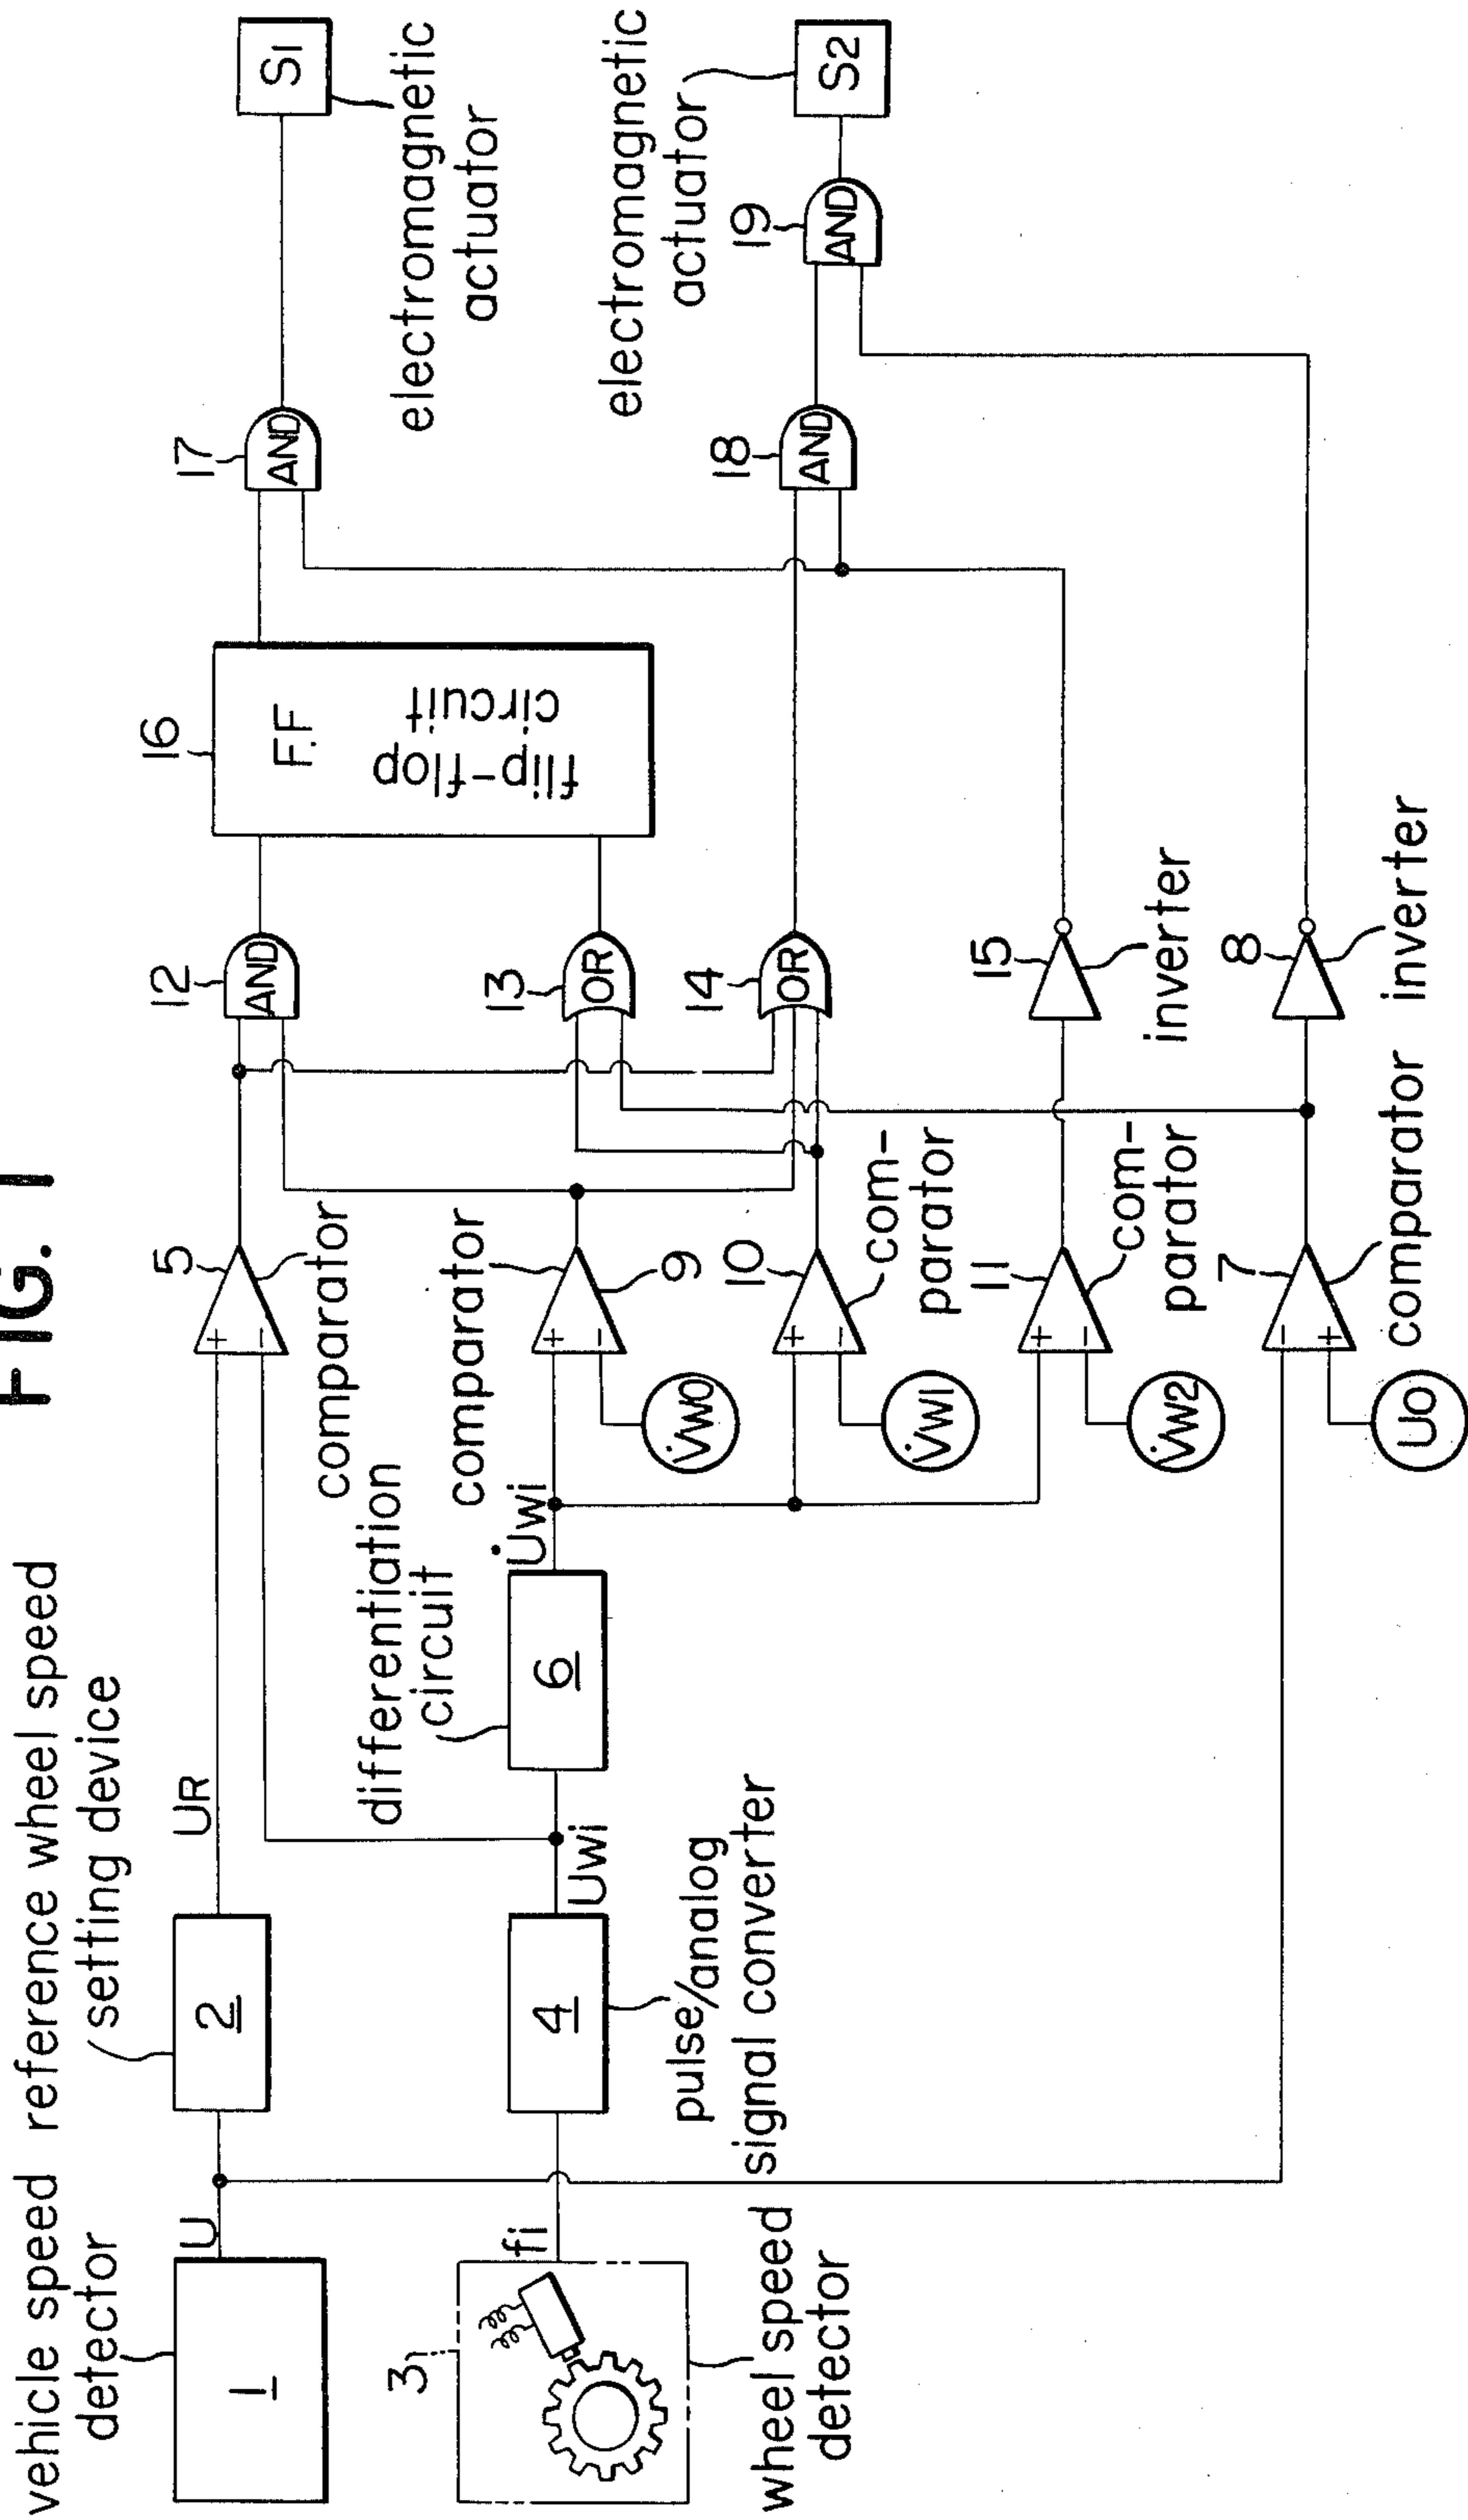 FIG. 1
vehicle speed
detector
1
U
reference wheel speed
setting device
2
UR
3
fi
wheel speed
detector
4
Uwi
pulse/analog
signal converter
differentiation
circuit
6
U̇wi
5
+
−
comparator
comparator
9
+
−
V̇W0
10
+
−
com-
parator
V̇W1
11
+
−
com-
parator
V̇W2
7
−
+
comparator
U0
12
AND
13
OR
14
OR
15
inverter
8
inverter
16
F.F
flip-flop
circuit
17
AND
18
AND
19
AND
S1
electromagnetic
actuator
electromagnetic
actuator
S2